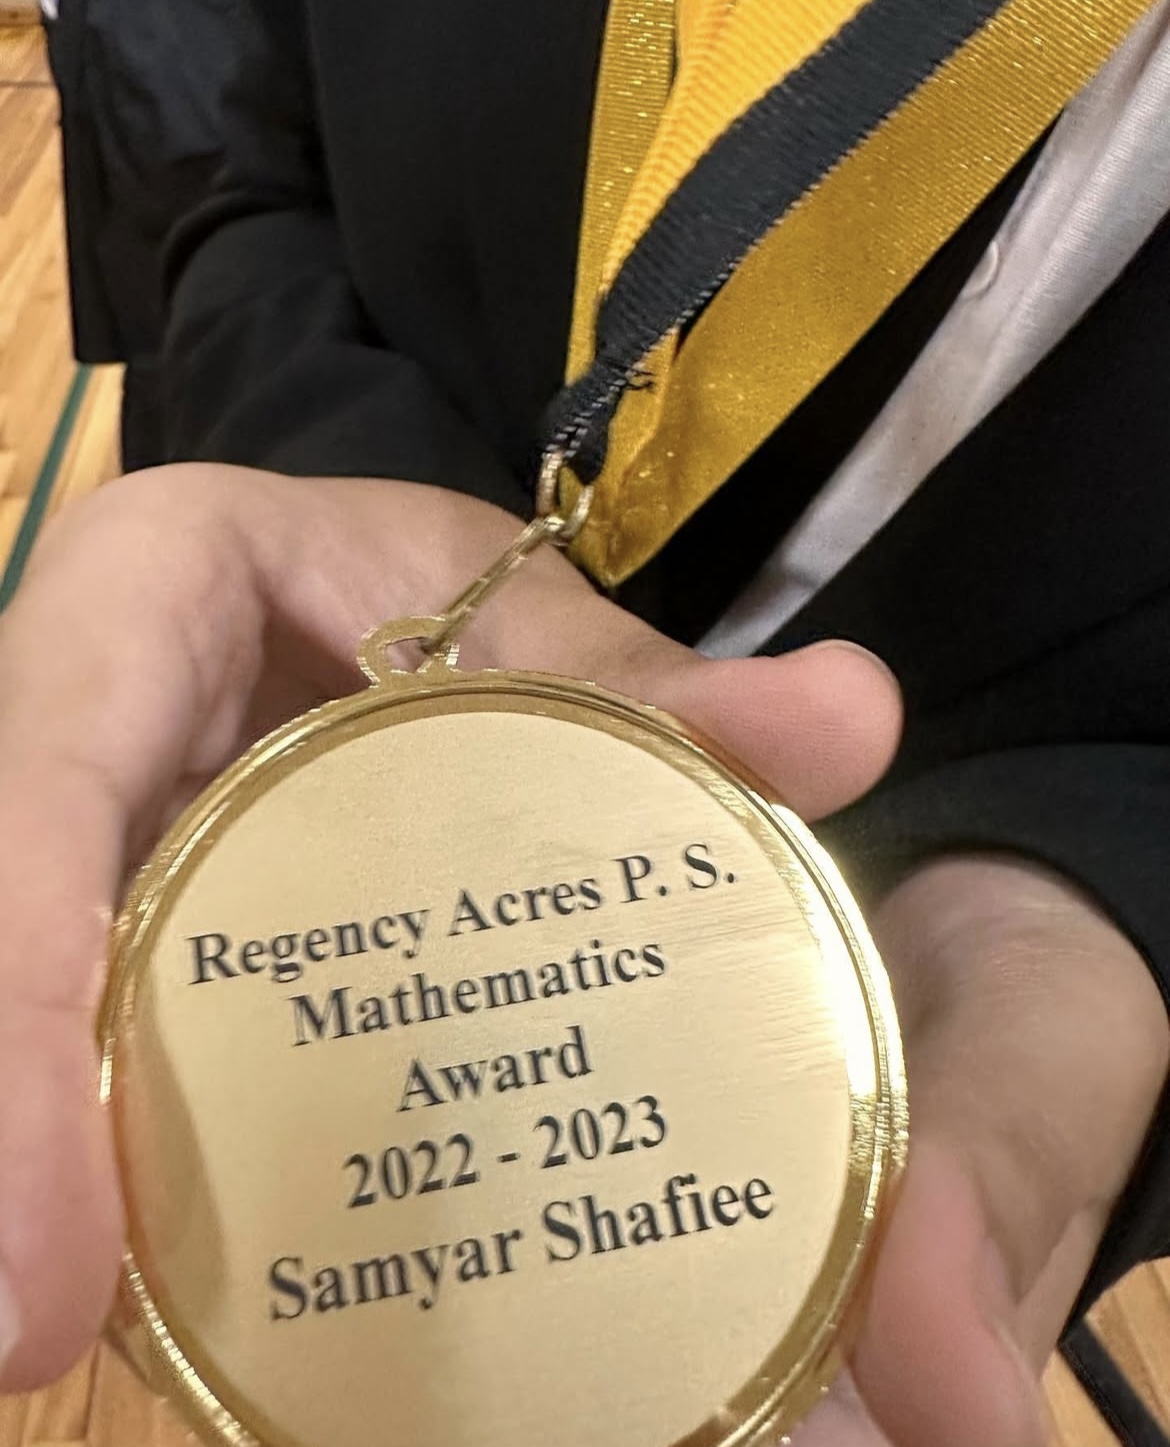 Regency Acres P. S.
Mathematics
Award
2022 - 2023
Samyar Shafiee